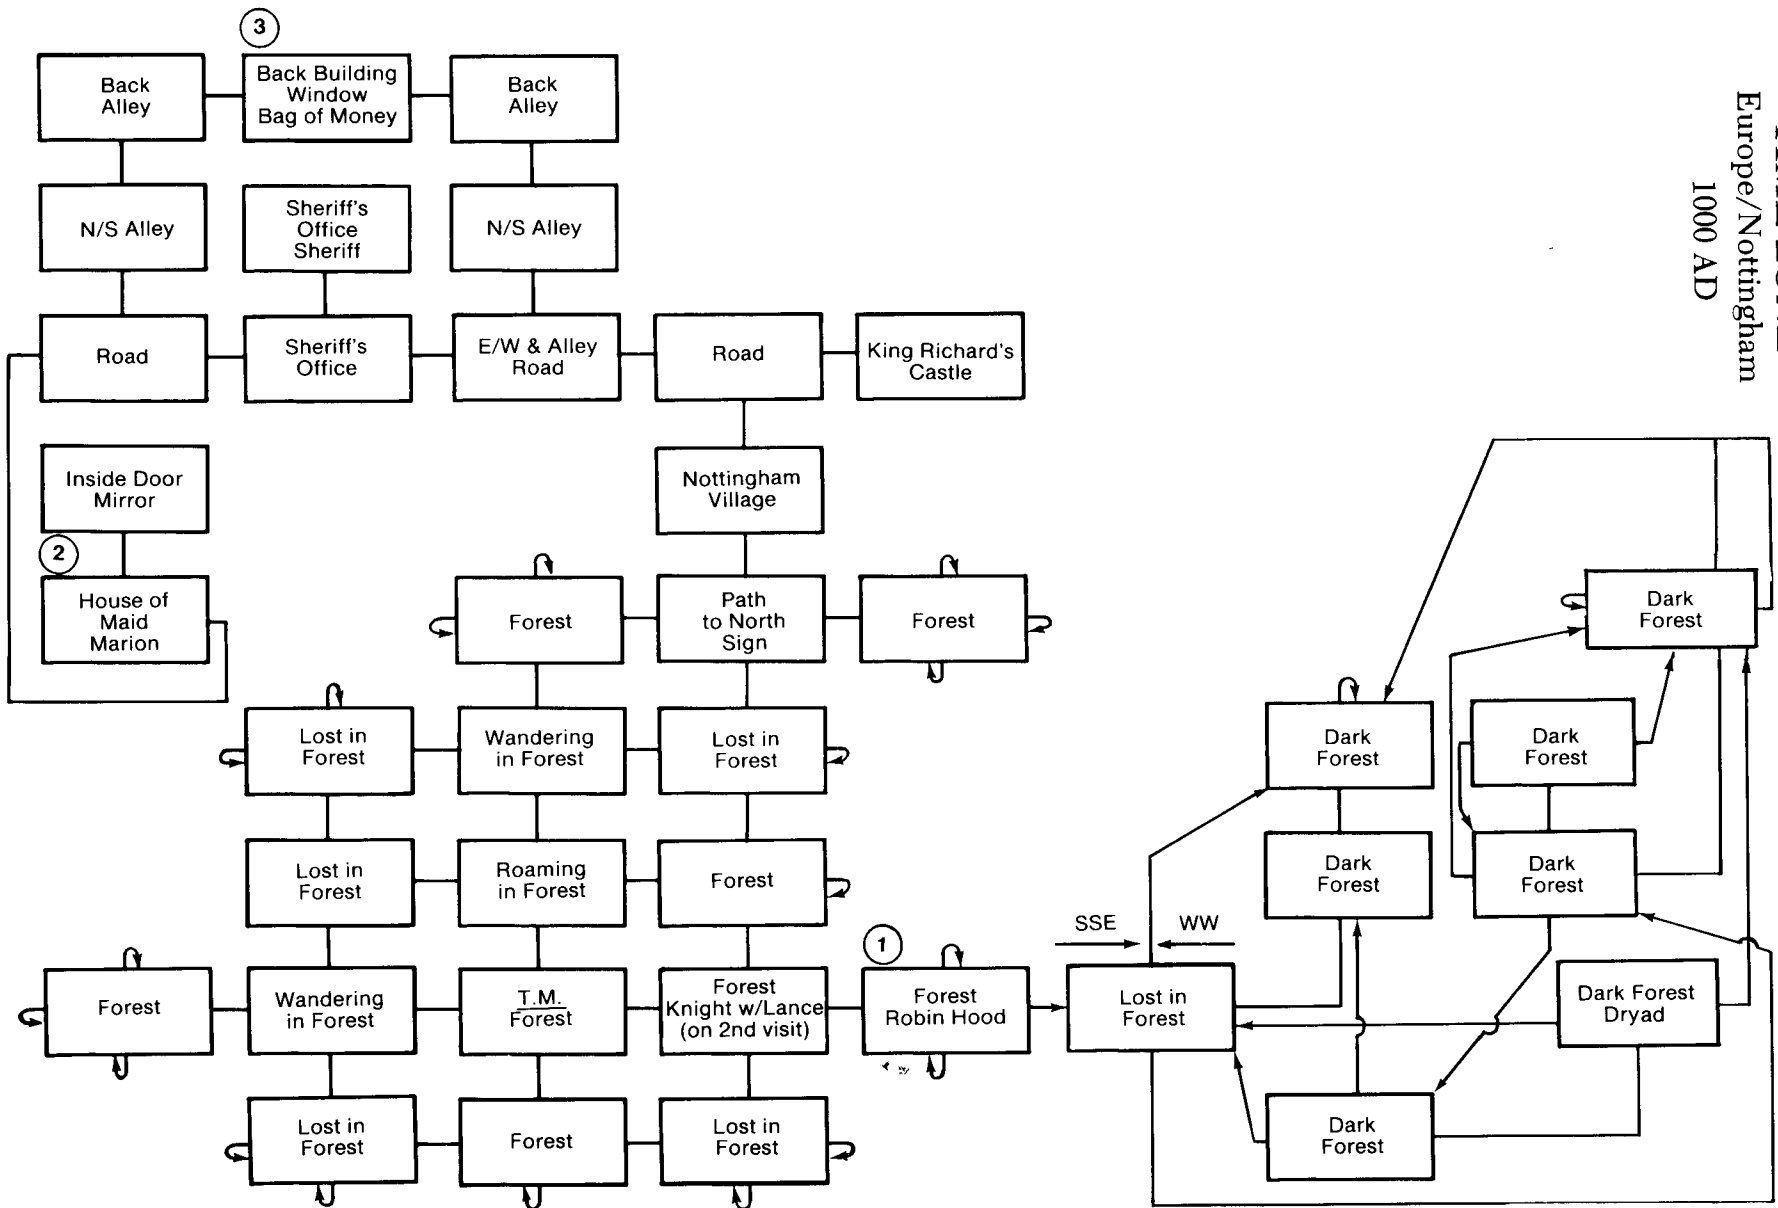 3
Back
Alley
Back Building
Window
Bag of Money
Back
Alley
N/S Alley
Sheriff's
Office
Sheriff
N/S Alley
Road
Sheriff's
Office
E/W & Alley
Road
Road
King Richard's
Castle
Inside Door
Mirror
Nottingham
Village
2
House of
Maid
Marion
Forest
Path
to North
Sign
Forest
Lost in
Forest
Wandering
in Forest
Lost in
Forest
Lost in
Forest
Roaming
in Forest
Forest
1
Forest
Wandering
in Forest
T.M.
Forest
Forest
Knight w/Lance
(on 2nd visit)
Forest
Robin Hood
Lost in
Forest
Forest
Lost in
Forest
SSE
WW
Lost in
Forest
Dark
Forest
Dark
Forest
Dark
Forest
Dark
Forest
Dark
Forest
Dark Forest
Dryad
Dark
Forest
Europe/Nottingham
1000 AD